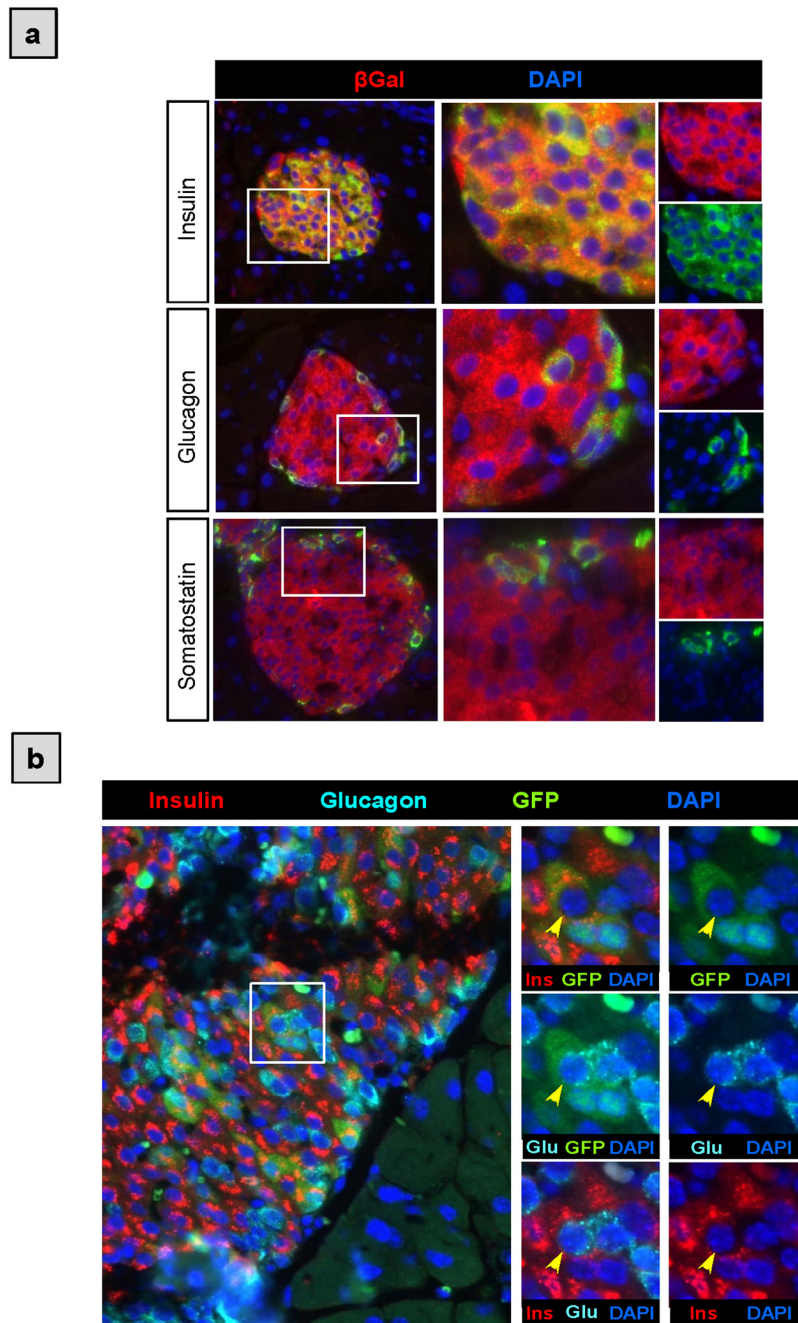 a
βGal DAPI
Insulin
Glucagon
Somatostatin
b
Insulin Glucagon GFP DAPI
Ins GFP DAPI
GFP DAPI
Glu GFP DAPI
Glu DAPI
Ins Glu DAPI
Ins DAPI